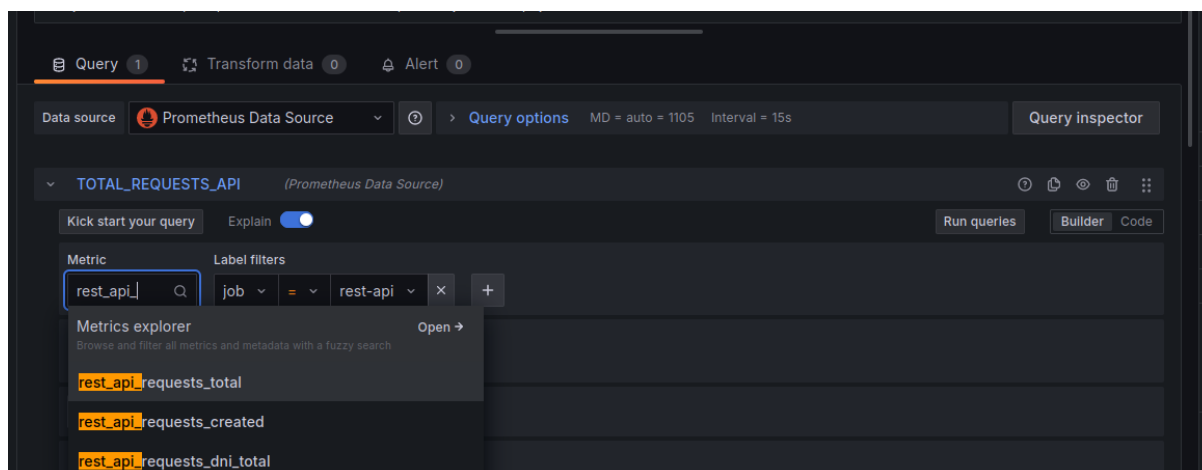 Query 1 Transform data 0 Alert 0
Data source Prometheus Data Source Query options MD = auto = 1105 Interval = 15s Query inspector
TOTAL_REQUESTS_API (Prometheus Data Source)
Kick start your query Explain Run queries Builder Code
Metric Label filters
rest_api_ job = rest-api × +
Metrics explorer Open →
Browse and filter all metrics and metadata with a fuzzy search
rest_api_requests_total
rest_api_requests_created
rest_api_requests_dni_total